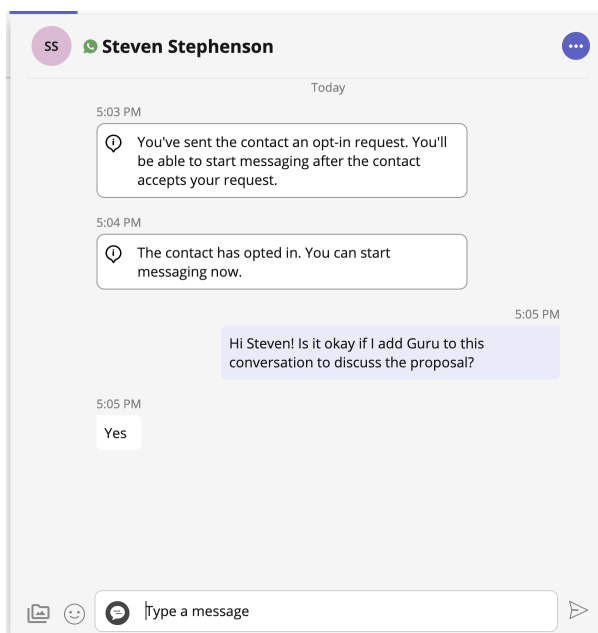 SS
Steven Stephenson
Today
5:03 PM
You've sent the contact an opt-in request. You'll
be able to start messaging after the contact
accepts your request.
5:04 PM
The contact has opted in. You can start
messaging now.
5:05 PM
Hi Steven! Is it okay if I add Guru to this
conversation to discuss the proposal?
5:05 PM
Yes
Type a message